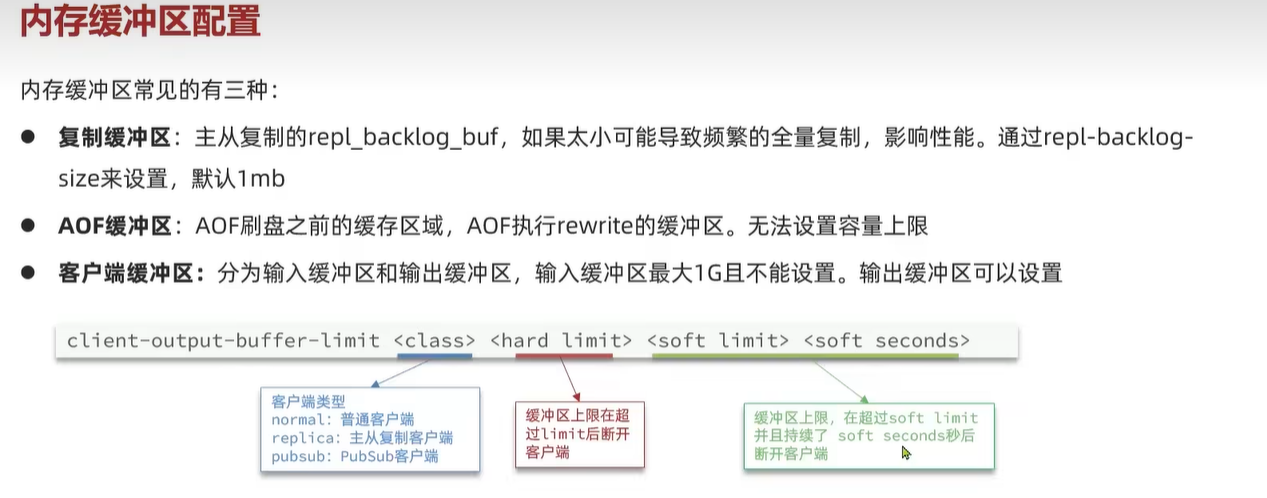 内存缓冲区配置
内存缓冲区常见的有三种：
● 复制缓冲区：主从复制的repl_backlog_buf，如果太小可能导致频繁的全量复制，影响性能。通过repl-backlog-
size来设置，默认1mb
● AOF缓冲区：AOF刷盘之前的缓存区域，AOF执行rewrite的缓冲区。无法设置容量上限
● 客户端缓冲区：分为输入缓冲区和输出缓冲区，输入缓冲区最大1G且不能设置。输出缓冲区可以设置
client-output-buffer-limit <class> <hard limit> <soft limit> <soft seconds>
客户端类型
normal：普通客户端
replica：主从复制客户端
pubsub：PubSub客户端
缓冲区上限在超
过limit后断开
客户端
缓冲区上限，在超过soft limit
并且持续了 soft seconds秒后
断开客户端